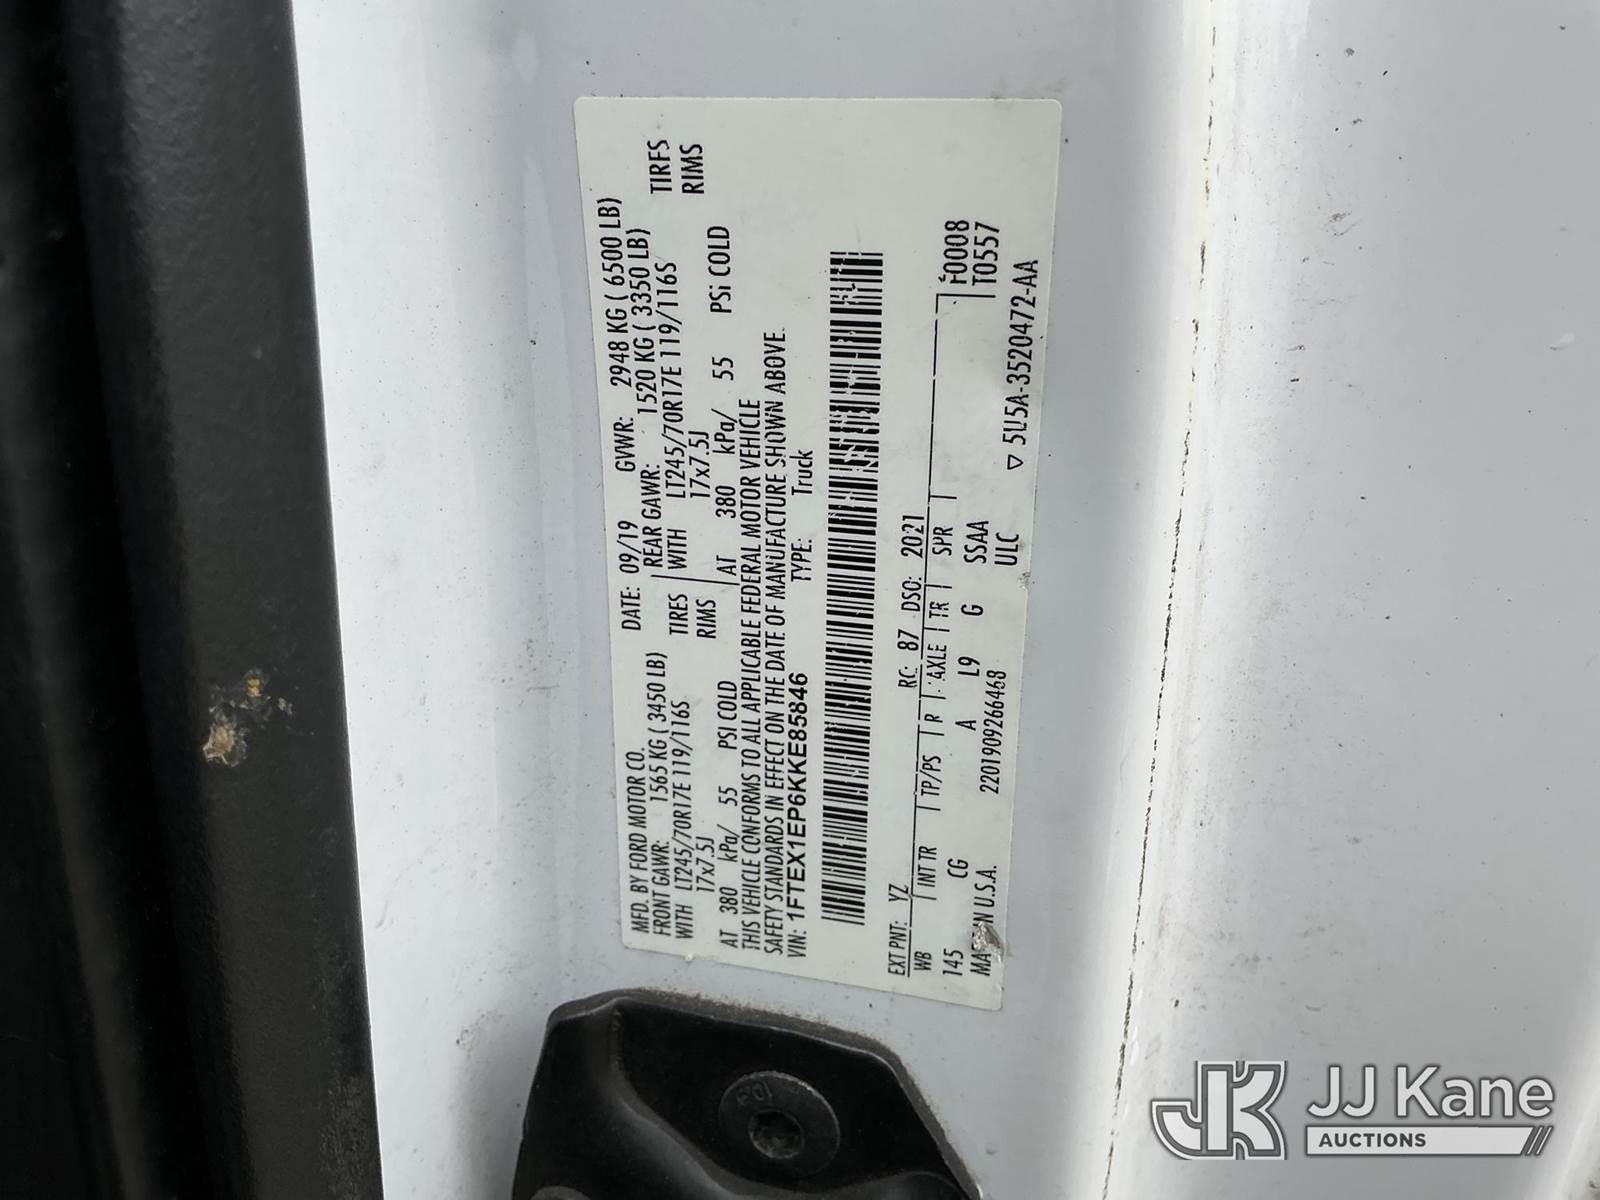 MFD. BY FORD MOTOR CO.
DATE: 09/19 GVWR: 2948 KG ( 6500 LB)
FRONT GAWR: 1565 KG ( 3450 LB) REAR GAWR: 1520 KG ( 3350 LB)
WITH LT245/70R17E 119/116S TIRES WITH LT245/70R17E 119/116S TIRES
17x7.5J RIMS 17x7.5J RIMS
AT 380 kPa/ 55 PSI COLD AT 380 kPa/ 55 PSi COLD
THIS VEHICLE CONFORMS TO ALL APPLICABLE FEDERAL MOTOR VEHICLE
SAFETY STANDARDS IN EFFECT ON THE DATE OF MANUFACTURE SHOWN ABOVE.
VIN: 1FTEX1EP6KKE85846 TYPE: Truck
EXT PNT: YZ RC: 87 DSO: 2021
WB INT TR TP/PS R AXLE TR SPR F0008
145 CG A L9 G SSAA T0557
MADE IN U.S.A. 2201909266468 ULC ▽ 5U5A-3520472-AA
JJ Kane
AUCTIONS